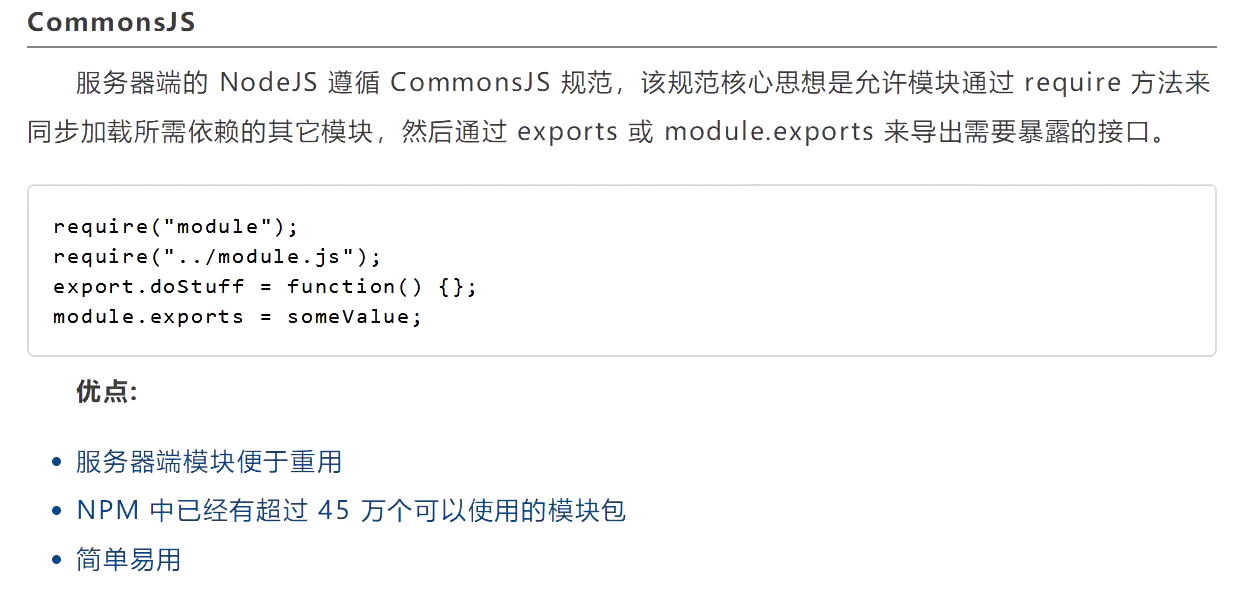 CommonsJS
服务器端的 NodeJS 遵循 CommonsJS 规范，该规范核心思想是允许模块通过 require 方法来
同步加载所需依赖的其它模块，然后通过 exports 或 module.exports 来导出需要暴露的接口。
require("module");
require("../module.js");
export.doStuff = function() {};
module.exports = someValue;
优点:
• 服务器端模块便于重用
• NPM 中已经有超过 45 万个可以使用的模块包
• 简单易用